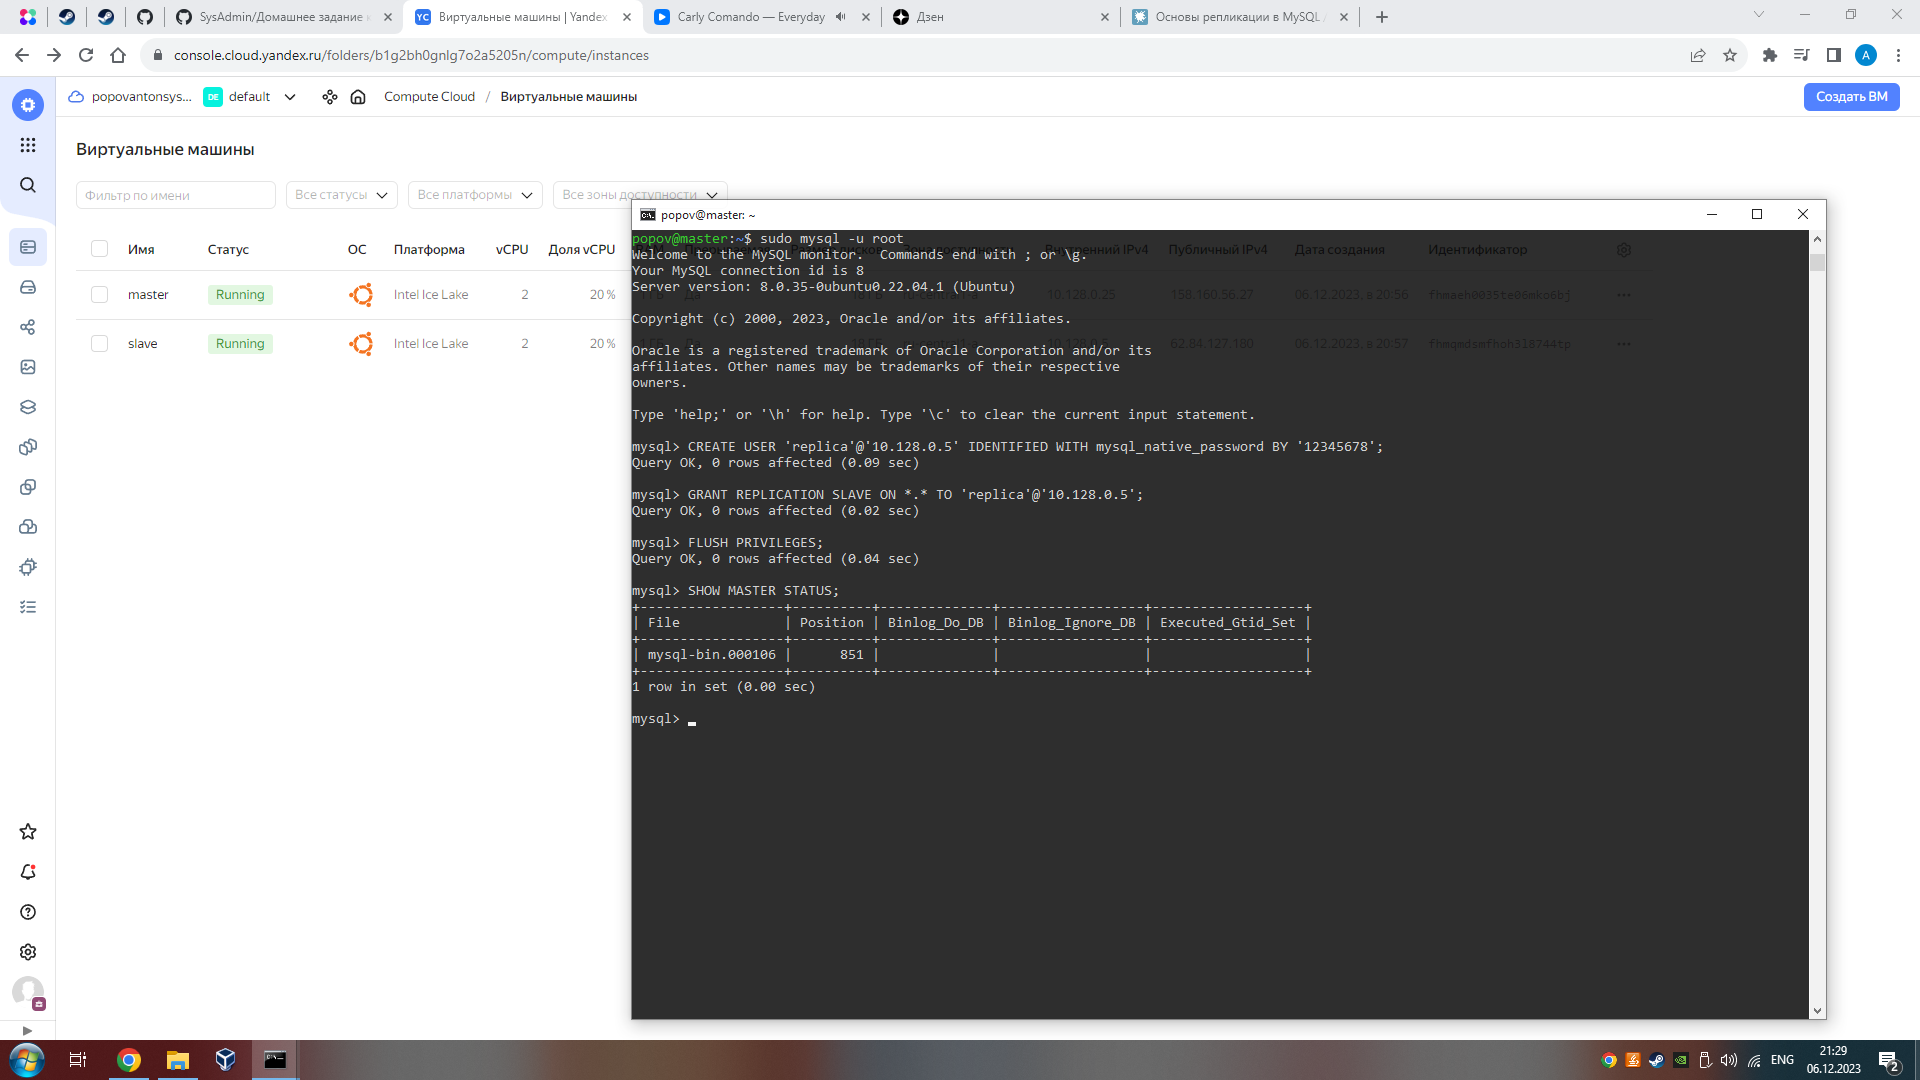 SysAdmin/Домашнее задание
Виртуальные машины | Yandex
Carly Comando — Everyday
Дзен
Основы репликации в MySQL
console.cloud.yandex.ru/folders/b1g2bh0gnlg7o2a5205n/compute/instances
A
popovantonsys...
DE
default
Compute Cloud / Виртуальные машины
Создать ВМ
Виртуальные машины
Фильтр по имени
Все статусы
Все платформы
Все зоны доступности
Имя Статус ОС Платформа vCPU Доля vCPU
Внутренний IPv4 Публичный IPv4 Дата создания Идентификатор
master Running Intel Ice Lake 2 20 %
10.128.0.25 158.160.56.27 06.12.2023, в 20:56 fhmaeh0035te06mko6bj
slave Running Intel Ice Lake 2 20 %
62.84.127.180 06.12.2023, в 20:57 fhmqmdsmfhoh318744tp
popov@master: ~
popov@master:~$ sudo mysql -u root
Welcome to the MySQL monitor.  Commands end with ; or \g.
Your MySQL connection id is 8
Server version: 8.0.35-0ubuntu0.22.04.1 (Ubuntu)
Copyright (c) 2000, 2023, Oracle and/or its affiliates.
Oracle is a registered trademark of Oracle Corporation and/or its
affiliates. Other names may be trademarks of their respective
owners.
Type 'help;' or '\h' for help. Type '\c' to clear the current input statement.
mysql> CREATE USER 'replica'@'10.128.0.5' IDENTIFIED WITH mysql_native_password BY '12345678';
Query OK, 0 rows affected (0.09 sec)
mysql> GRANT REPLICATION SLAVE ON *.* TO 'replica'@'10.128.0.5';
Query OK, 0 rows affected (0.02 sec)
mysql> FLUSH PRIVILEGES;
Query OK, 0 rows affected (0.04 sec)
mysql> SHOW MASTER STATUS;
+------------------+----------+--------------+------------------+-------------------+
| File             | Position | Binlog_Do_DB | Binlog_Ignore_DB | Executed_Gtid_Set |
+------------------+----------+--------------+------------------+-------------------+
| mysql-bin.000106 |      851 |              |                  |                   |
+------------------+----------+--------------+------------------+-------------------+
1 row in set (0.00 sec)
mysql> _
ENG
21:29
06.12.2023
2